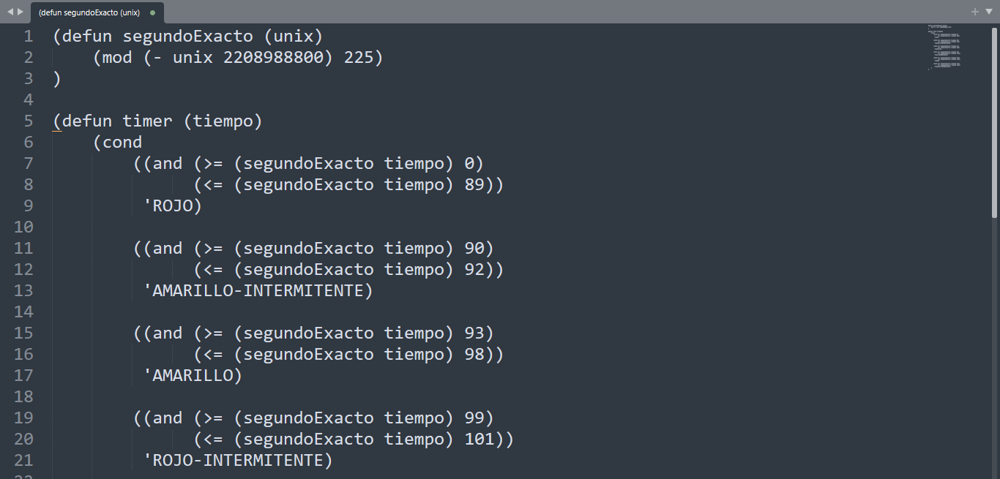 (defun segundoExacto (unix)
1 (defun segundoExacto (unix)
2 (mod (- unix 2208988800) 225)
3 )
4
5 (defun timer (tiempo)
6 (cond
7 ((and (>= (segundoExacto tiempo) 0)
8 (<= (segundoExacto tiempo) 89))
9 'ROJO)
10
11 ((and (>= (segundoExacto tiempo) 90)
12 (<= (segundoExacto tiempo) 92))
13 'AMARILLO-INTERMITENTE)
14
15 ((and (>= (segundoExacto tiempo) 93)
16 (<= (segundoExacto tiempo) 98))
17 'AMARILLO)
18
19 ((and (>= (segundoExacto tiempo) 99)
20 (<= (segundoExacto tiempo) 101))
21 'ROJO-INTERMITENTE)